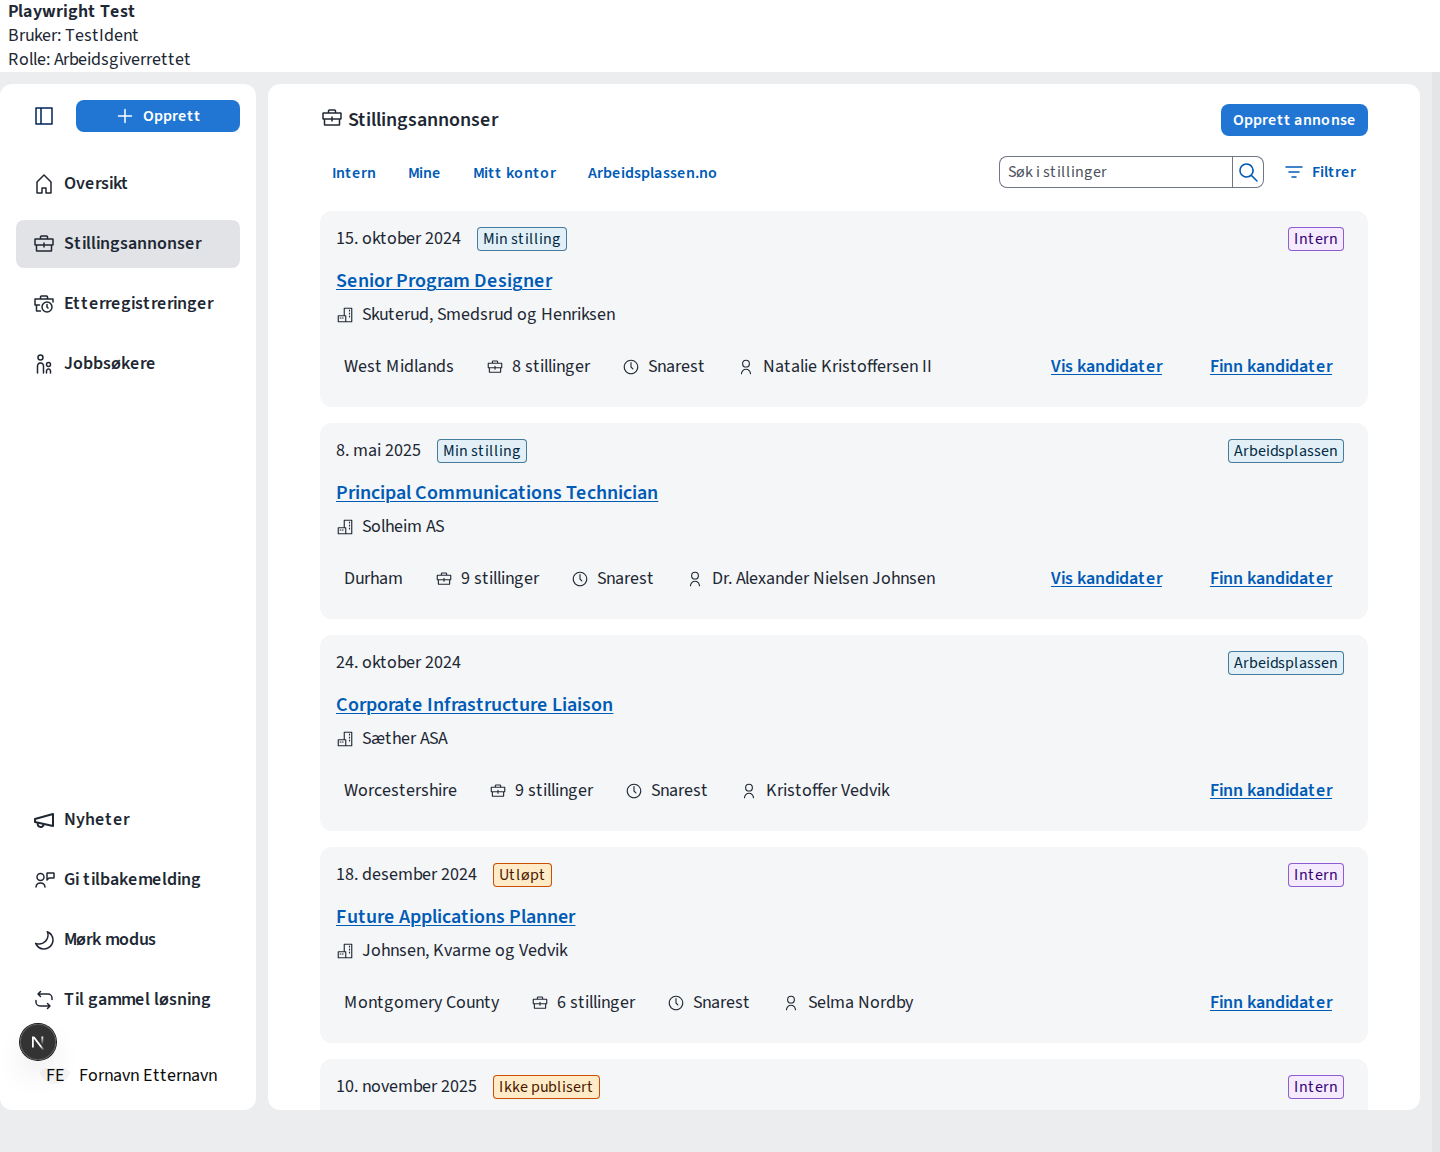 Playwright Test
Bruker: TestIdent
Rolle: Arbeidsgiverrettet
Opprett
Oversikt
Stillingsannonser
Etterregistreringer
Jobbsøkere
Nyheter
Gi tilbakemelding
Mørk modus
Til gammel løsning
N
FE Fornavn Etternavn
Stillingsannonser
Opprett annonse
Intern Mine Mitt kontor Arbeidsplassen.no
Søk i stillinger
Filtrer
15. oktober 2024 Min stilling Intern
Senior Program Designer
Skuterud, Smedsrud og Henriksen
West Midlands 8 stillinger Snarest Natalie Kristoffersen II Vis kandidater Finn kandidater
8. mai 2025 Min stilling Arbeidsplassen
Principal Communications Technician
Solheim AS
Durham 9 stillinger Snarest Dr. Alexander Nielsen Johnsen Vis kandidater Finn kandidater
24. oktober 2024 Arbeidsplassen
Corporate Infrastructure Liaison
Sæther ASA
Worcestershire 9 stillinger Snarest Kristoffer Vedvik Finn kandidater
18. desember 2024 Utløpt Intern
Future Applications Planner
Johnsen, Kvarme og Vedvik
Montgomery County 6 stillinger Snarest Selma Nordby Finn kandidater
10. november 2025 Ikke publisert Intern